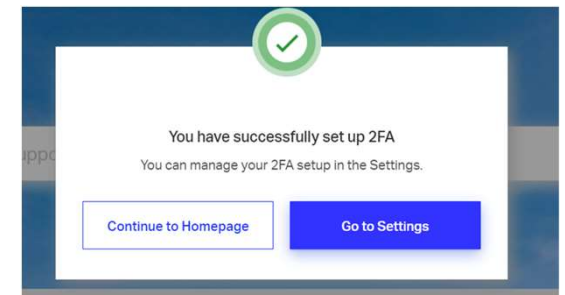 You have successfully set up 2FA
uppo
You can manage your 2FA setup in the Settings.
Continue to Homepage
Go to Settings